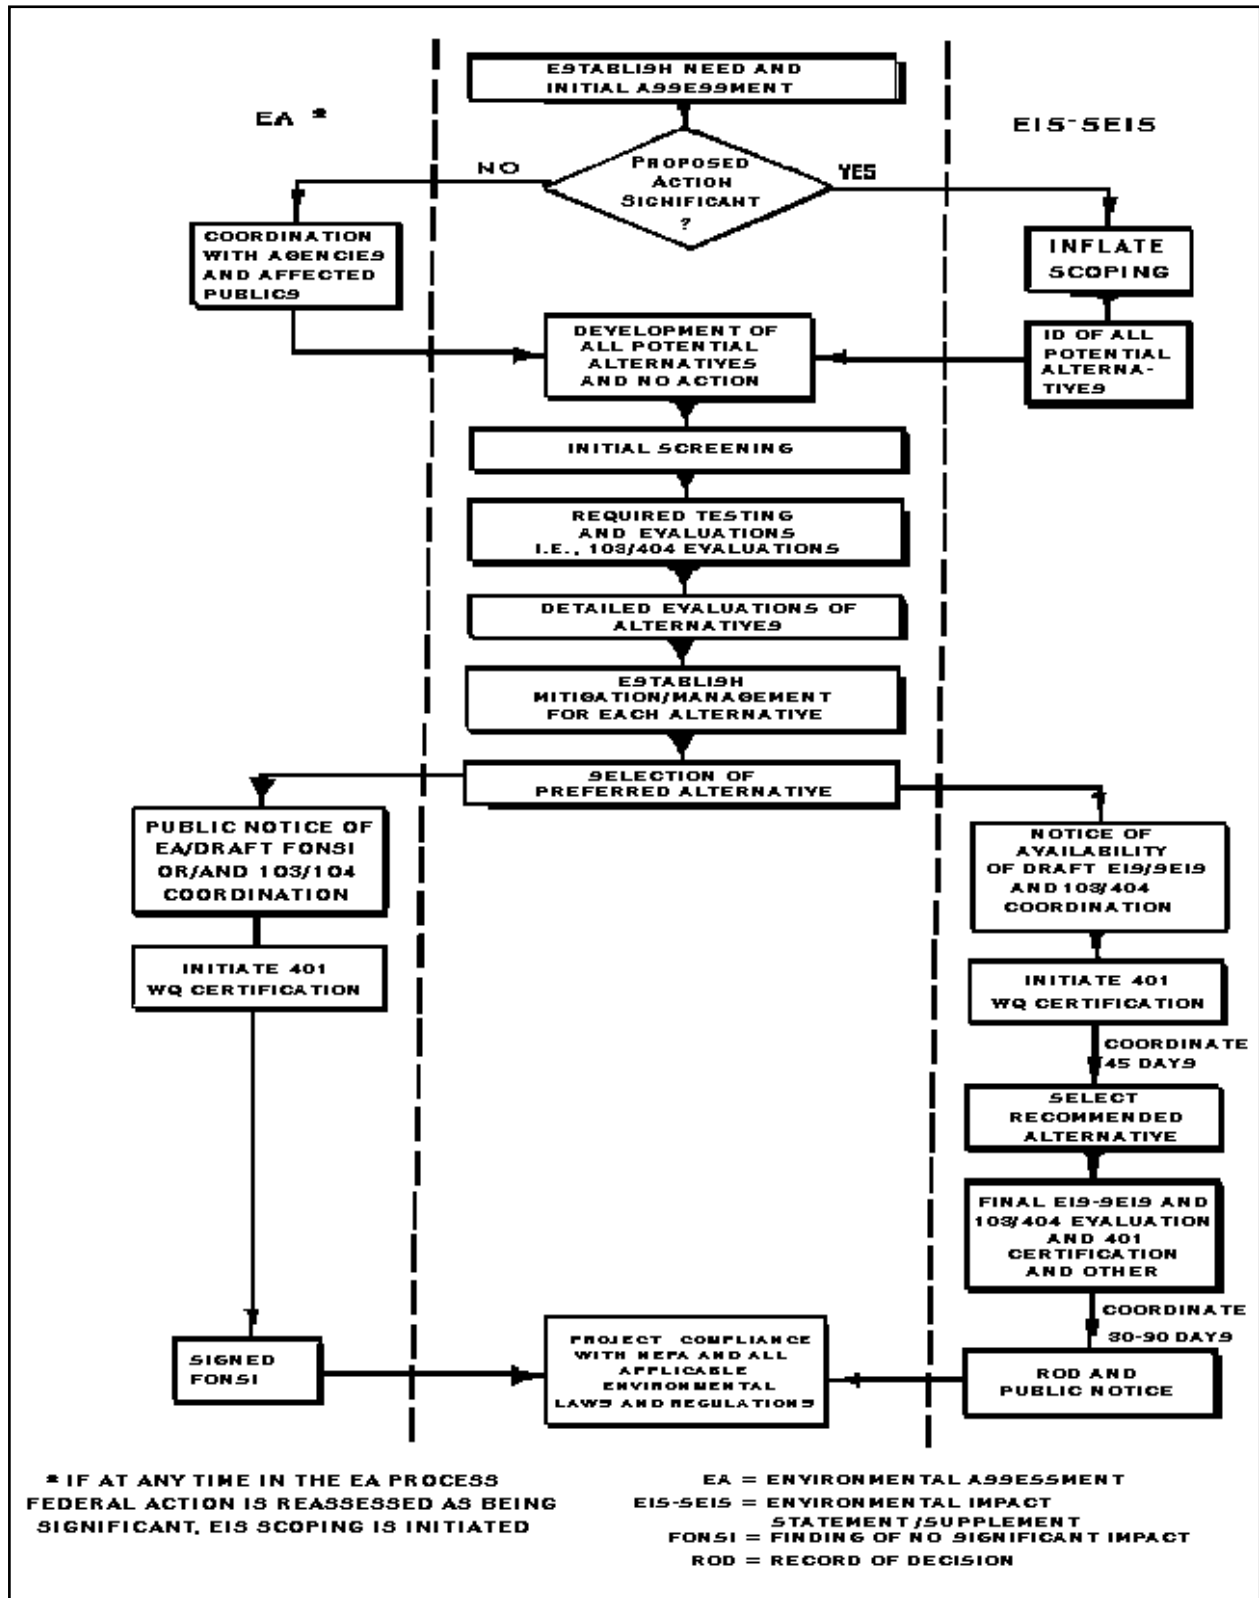 ESTABLISH NEED AND
INITIAL ASSESSMENT
EA *
EIS-SEIS
PROPOSED
ACTION
SIGNIFICANT
?
NO
YES
COORDINATION
WITH AGENCIES
AND AFFECTED
PUBLICS
INFLATE
SCOPING
DEVELOPMENT OF
ALL POTENTIAL
ALTERNATIVES
AND NO ACTION
ID OF ALL
POTENTIAL
ALTERNA-
TIVES
INITIAL SCREENING
REQUIRED TESTING
AND EVALUATIONS
I.E., 103/404 EVALUATIONS
DETAILED EVALUATIONS OF
ALTERNATIVES
ESTABLISH
MITIGATION/MANAGEMENT
FOR EACH ALTERNATIVE
SELECTION OF
PREFERRED ALTERNATIVE
PUBLIC NOTICE OF
EA/DRAFT FONSI
OR/AND 103/104
COORDINATION
INITIATE 401
WQ CERTIFICATION
NOTICE OF
AVAILABILITY
OF DRAFT EIS/SEIS
AND 103/404
COORDINATION
INITIATE 401
WQ CERTIFICATION
COORDINATE
45 DAYS
SELECT
RECOMMENDED
ALTERNATIVE
FINAL EIS-SEIS AND
103/404 EVALUATION
AND 401
CERTIFICATION
AND OTHER
COORDINATE
30-90 DAYS
SIGNED
FONSI
PROJECT COMPLIANCE
WITH NEPA AND ALL
APPLICABLE
ENVIRONMENTAL
LAWS AND REGULATIONS
ROD AND
PUBLIC NOTICE
* IF AT ANY TIME IN THE EA PROCESS
FEDERAL ACTION IS REASSESSED AS BEING
SIGNIFICANT, EIS SCOPING IS INITIATED
EA = ENVIRONMENTAL ASSESSMENT
EIS-SEIS = ENVIRONMENTAL IMPACT
STATEMENT/SUPPLEMENT
FONSI = FINDING OF NO SIGNIFICANT IMPACT
ROD = RECORD OF DECISION